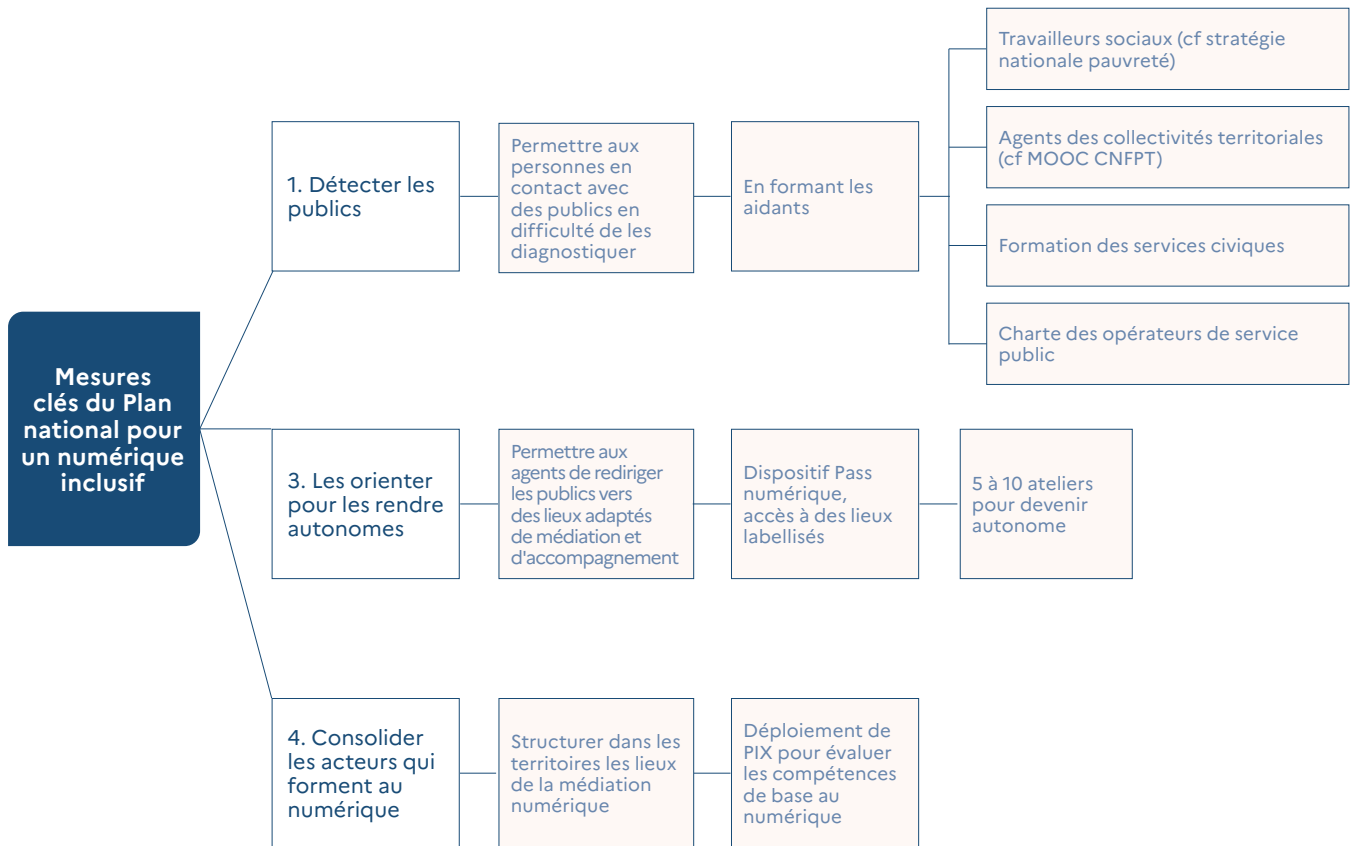 Mesures
clés du Plan
national pour
un numérique
inclusif
1. Détecter les
publics
Permettre aux
personnes en
contact avec
des publics en
difficulté de les
diagnostiquer
En formant les
aidants
Travailleurs sociaux (cf stratégie
nationale pauvreté)
Agents des collectivités territoriales
(cf MOOC CNFPT)
Formation des services civiques
Charte des opérateurs de service
public
3. Les orienter
pour les rendre
autonomes
Permettre aux
agents de rediriger
les publics vers
des lieux adaptés
de médiation et
d'accompagnement
Dispositif Pass
numérique,
accès à des lieux
labellisés
5 à 10 ateliers
pour devenir
autonome
4. Consolider
les acteurs qui
forment au
numérique
Structurer dans les
territoires les lieux
de la médiation
numérique
Déploiement de
PIX pour évaluer
les compétences
de base au
numérique